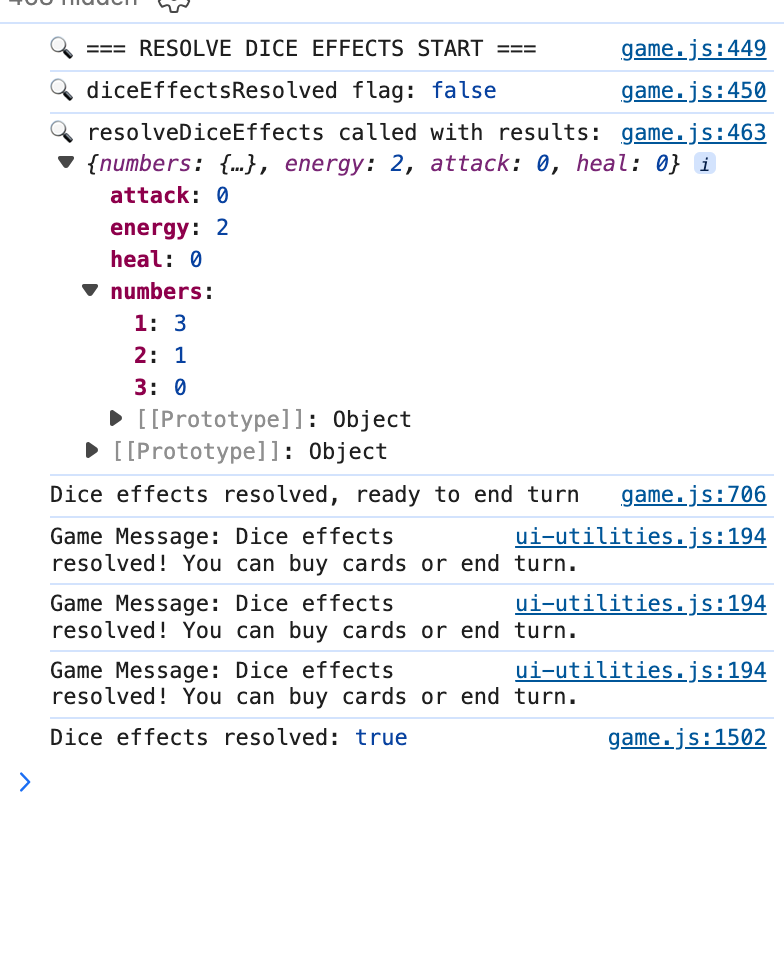 === RESOLVE DICE EFFECTS START === game.js:449
diceEffectsResolved flag: false game.js:450
resolveDiceEffects called with results: game.js:463
{numbers: {…}, energy: 2, attack: 0, heal: 0} i
attack: 0
energy: 2
heal: 0
numbers:
1: 3
2: 1
3: 0
[[Prototype]]: Object
[[Prototype]]: Object
Dice effects resolved, ready to end turn game.js:706
Game Message: Dice effects ui-utilities.js:194
resolved! You can buy cards or end turn.
Game Message: Dice effects ui-utilities.js:194
resolved! You can buy cards or end turn.
Game Message: Dice effects ui-utilities.js:194
resolved! You can buy cards or end turn.
Dice effects resolved: true game.js:1502